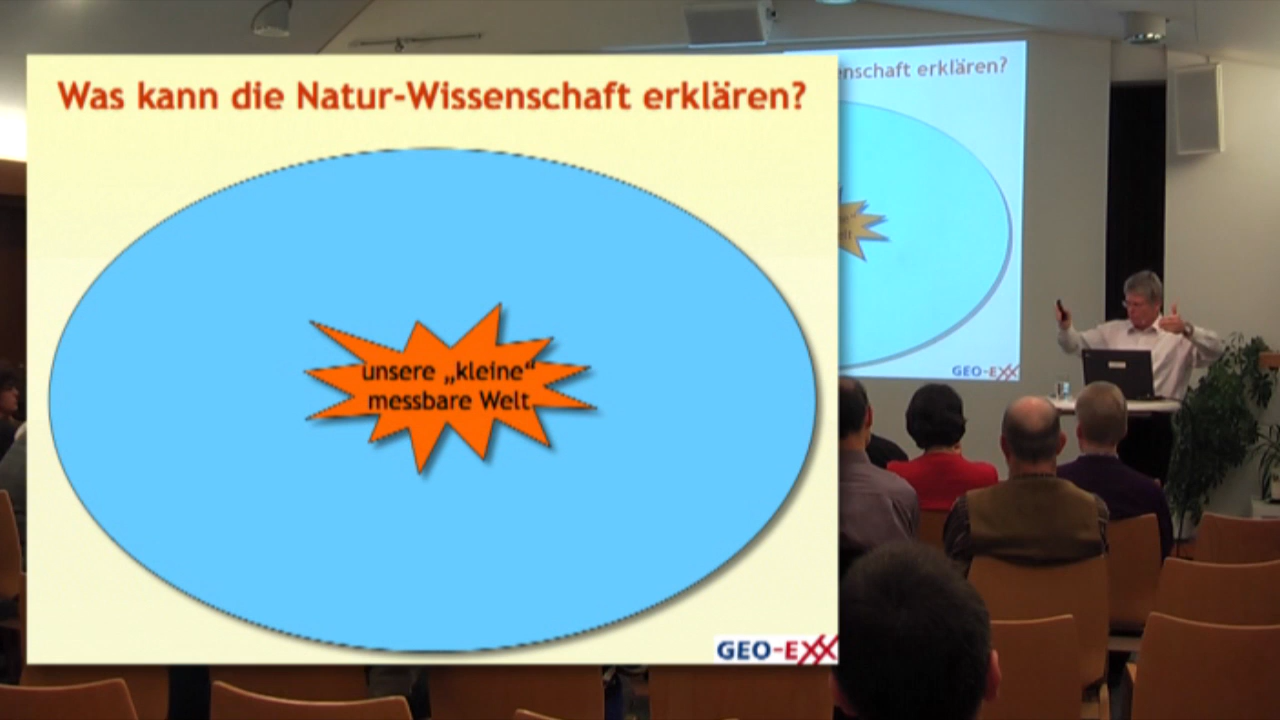 Was kann die Natur-Wissenschaft erklären?
unsere „kleine“
messbare Welt
GEO-EXX
enschaft erklären?
GEO-EXX